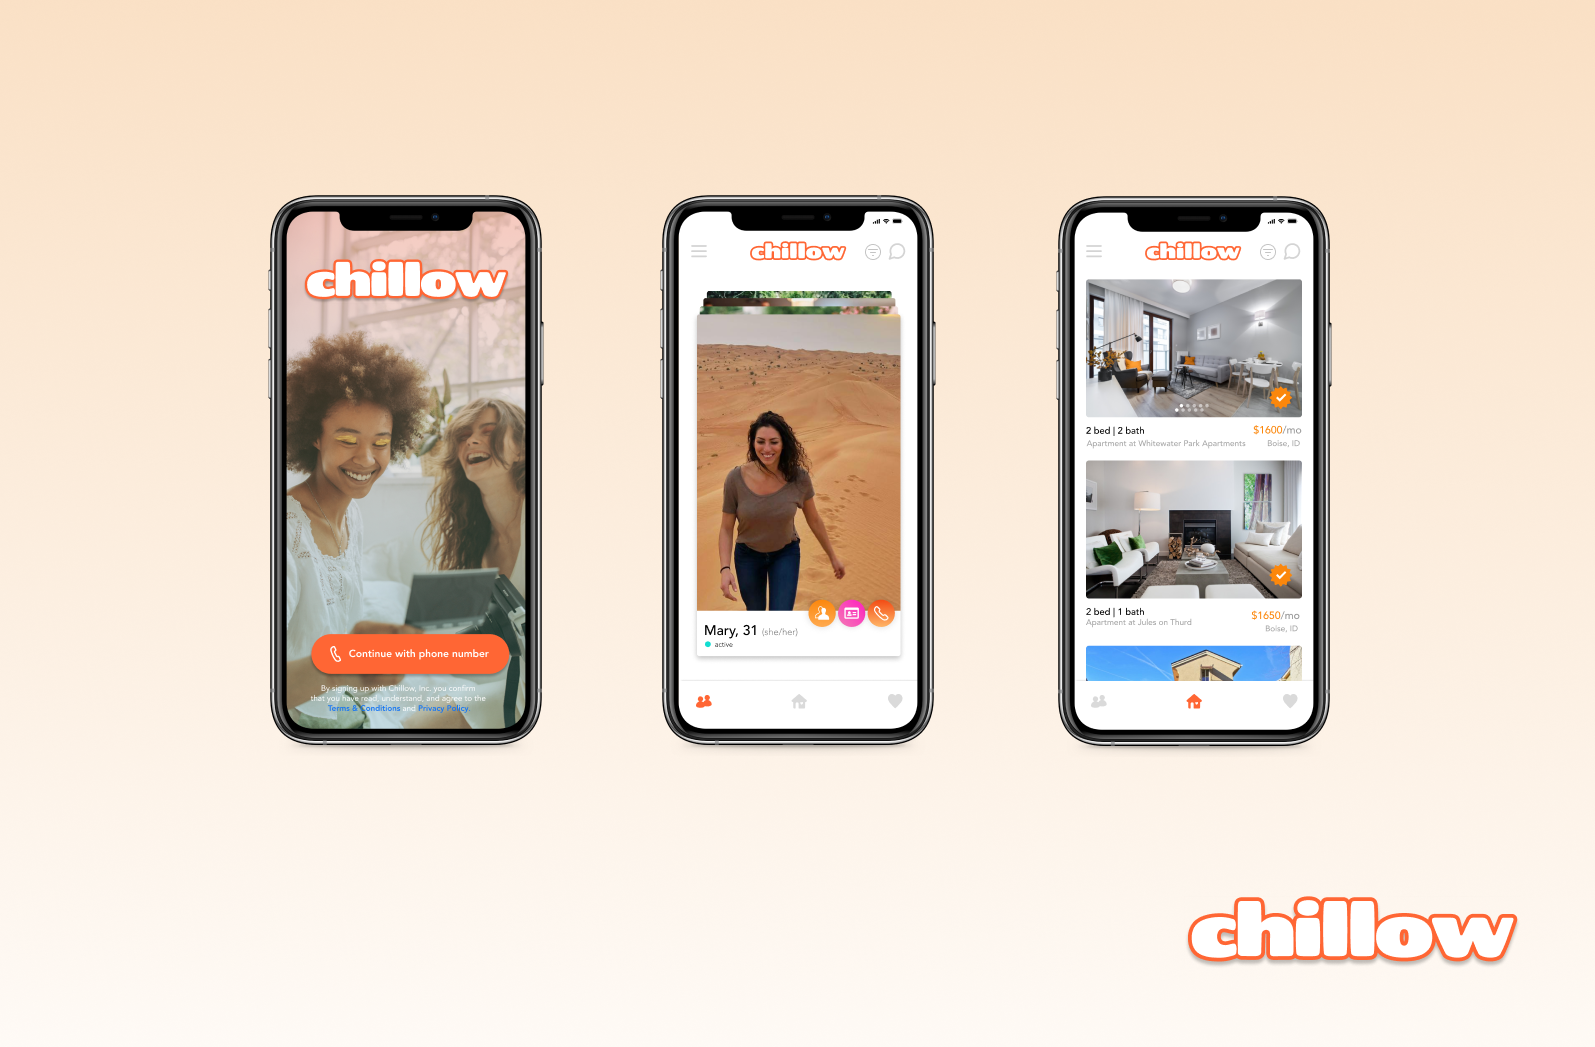 chillow
Continue with phone number
By signing up with Chillow, Inc. you confirm
that you have read, understand, and agree to the
Terms & Conditions and Privacy Policy.
chillow
Mary, 31 (she/her)
active
chillow
2 bed | 2 bath $1600/mo
Apartment at Whitewater Park Apartments Boise, ID
2 bed | 1 bath $1650/mo
Apartment at Jules on Thurd
Boise, ID
chillow